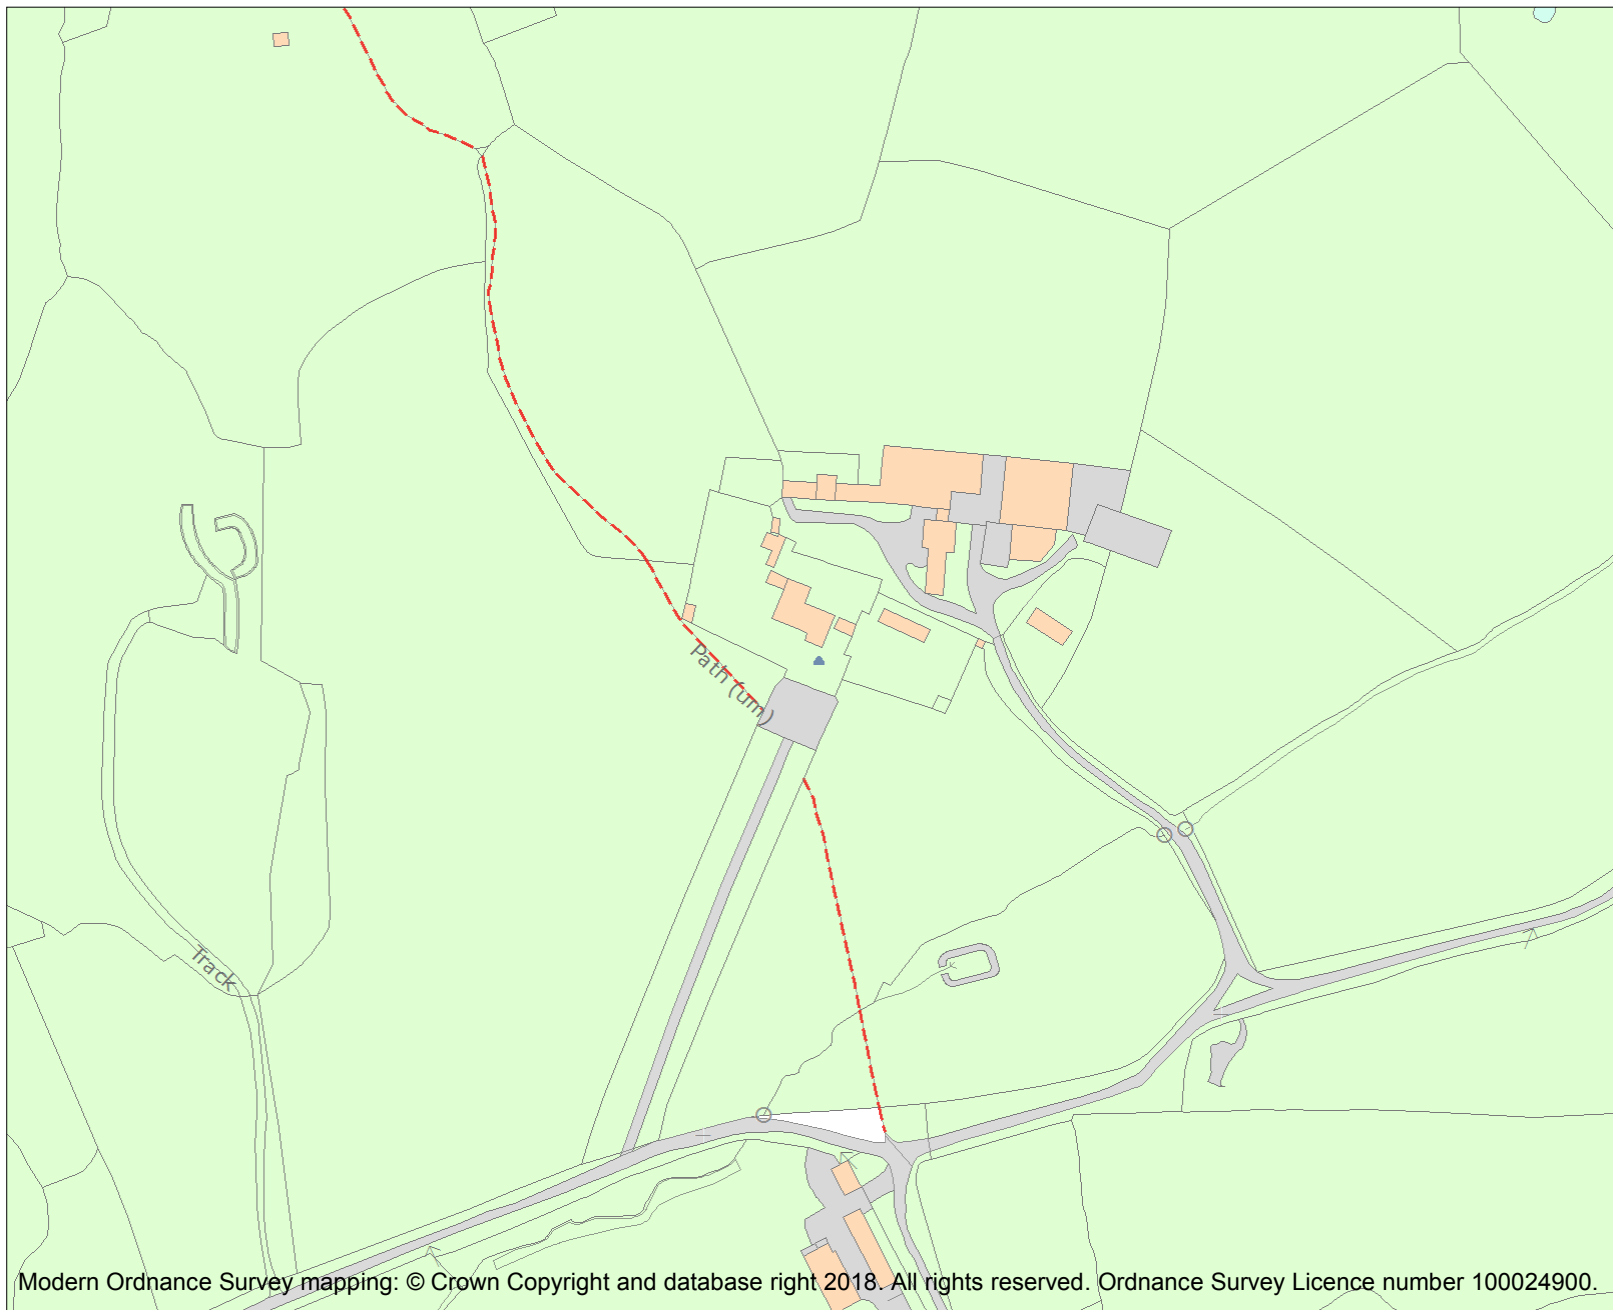 Path (um)
Track
Modern Ordnance Survey mapping: © Crown Copyright and database right 2018. All rights reserved. Ordnance Survey Licence number 100024900.